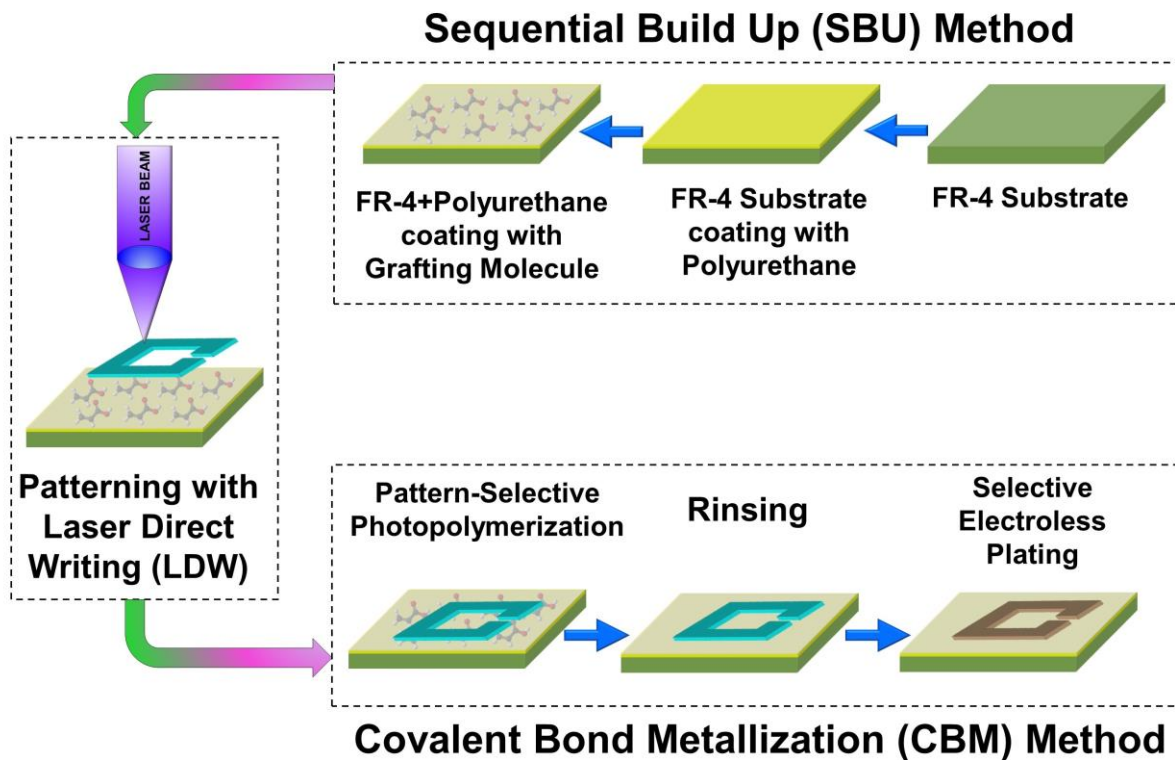 Sequential Build Up (SBU) Method
LASER BEAM
FR-4+Polyurethane
coating with
Grafting Molecule
FR-4 Substrate
coating with
Polyurethane
FR-4 Substrate
Patterning with
Laser Direct
Writing (LDW)
Pattern-Selective
Photopolymerization
Rinsing
Selective
Electroless
Plating
Covalent Bond Metallization (CBM) Method